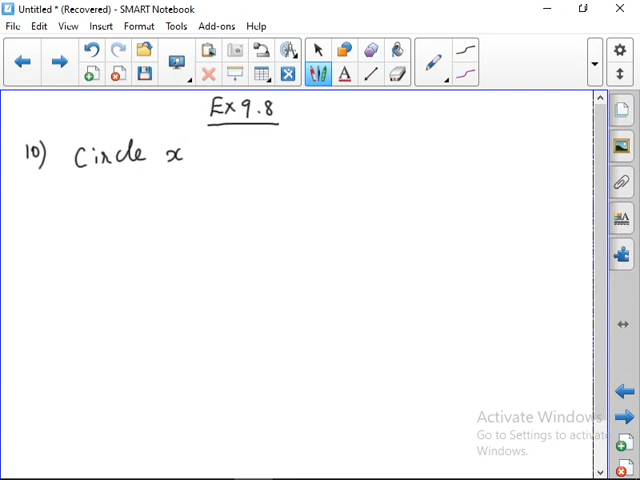 Untitled * (Recovered) - SMART Notebook
File Edit View Insert Format Tools Add-ons Help
Ex 9.8
10) Circle x
Activate Windows
Go to Settings to activate
Windows.